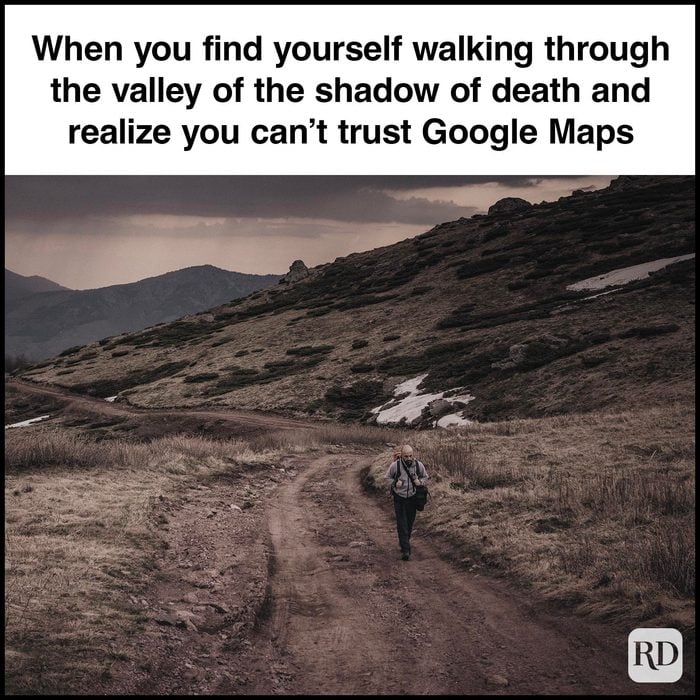 When you find yourself walking through
the valley of the shadow of death and
realize you can’t trust Google Maps
RD